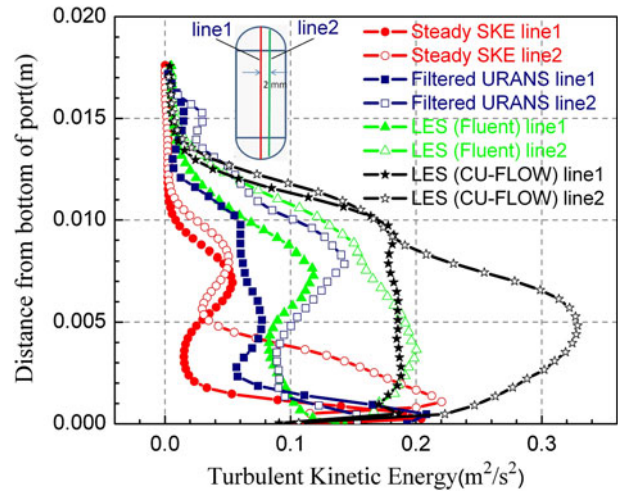 0.020
0.015
0.010
0.005
0.000
Distance from bottom of port(m)
line1
line2
2 mm
Steady SKE line1
Steady SKE line2
Filtered URANS line1
Filtered URANS line2
LES (Fluent) line1
LES (Fluent) line2
LES (CU-FLOW) line1
LES (CU-FLOW) line2
0.0 0.1 0.2 0.3
Turbulent Kinetic Energy(m²/s²)